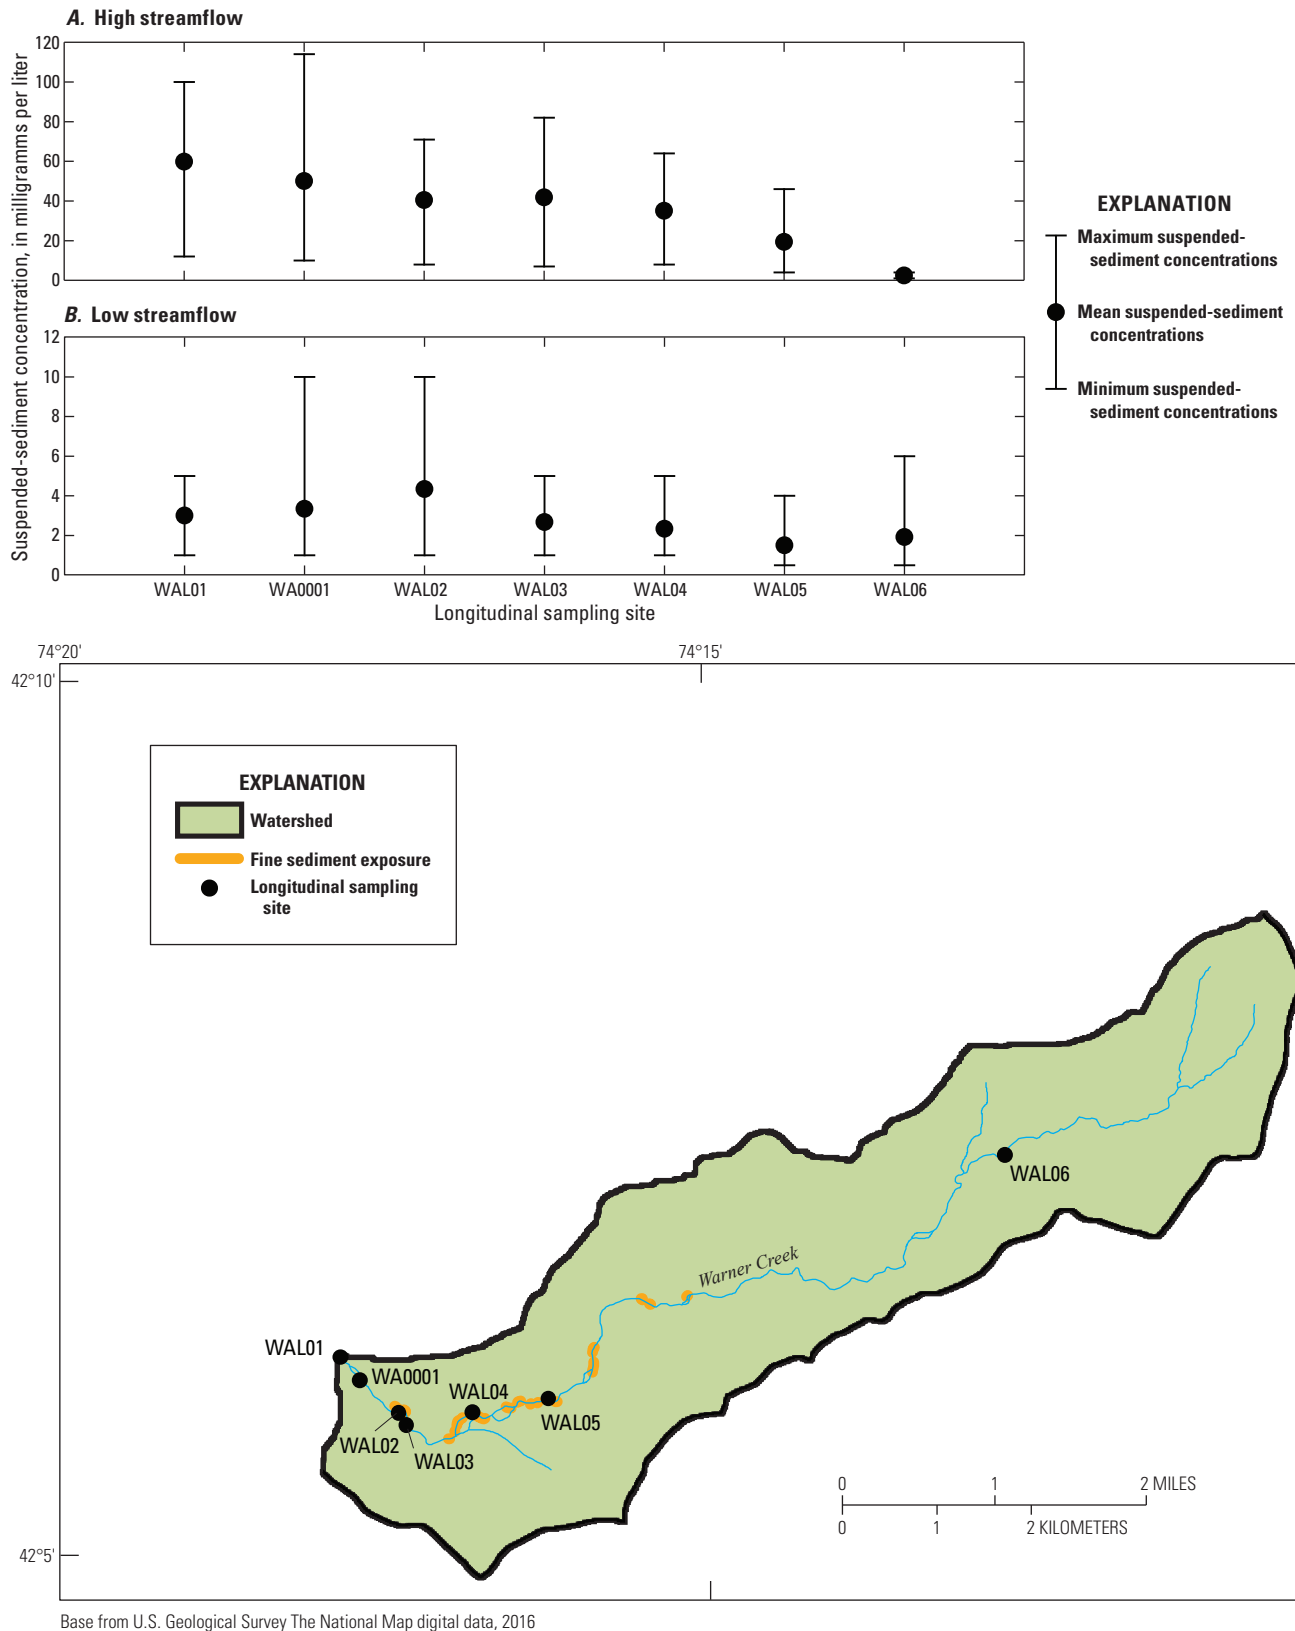 A. High streamflow
Suspended-sediment concentration, in milligramms per liter
120
100
80
60
40
20
0
B. Low streamflow
12
10
8
6
4
2
0
WAL01 WA0001 WAL02 WAL03 WAL04 WAL05 WAL06
Longitudinal sampling site
EXPLANATION
Maximum suspended-
sediment concentrations
Mean suspended-sediment
concentrations
Minimum suspended-
sediment concentrations
74°20' 74°15'
42°10'
EXPLANATION
Watershed
Fine sediment exposure
Longitudinal sampling
site
WAL06
Warner Creek
WAL01
WA0001
WAL04
WAL05
WAL02
WAL03
0 1 2 MILES
0 1 2 KILOMETERS
42°5'
Base from U.S. Geological Survey The National Map digital data, 2016